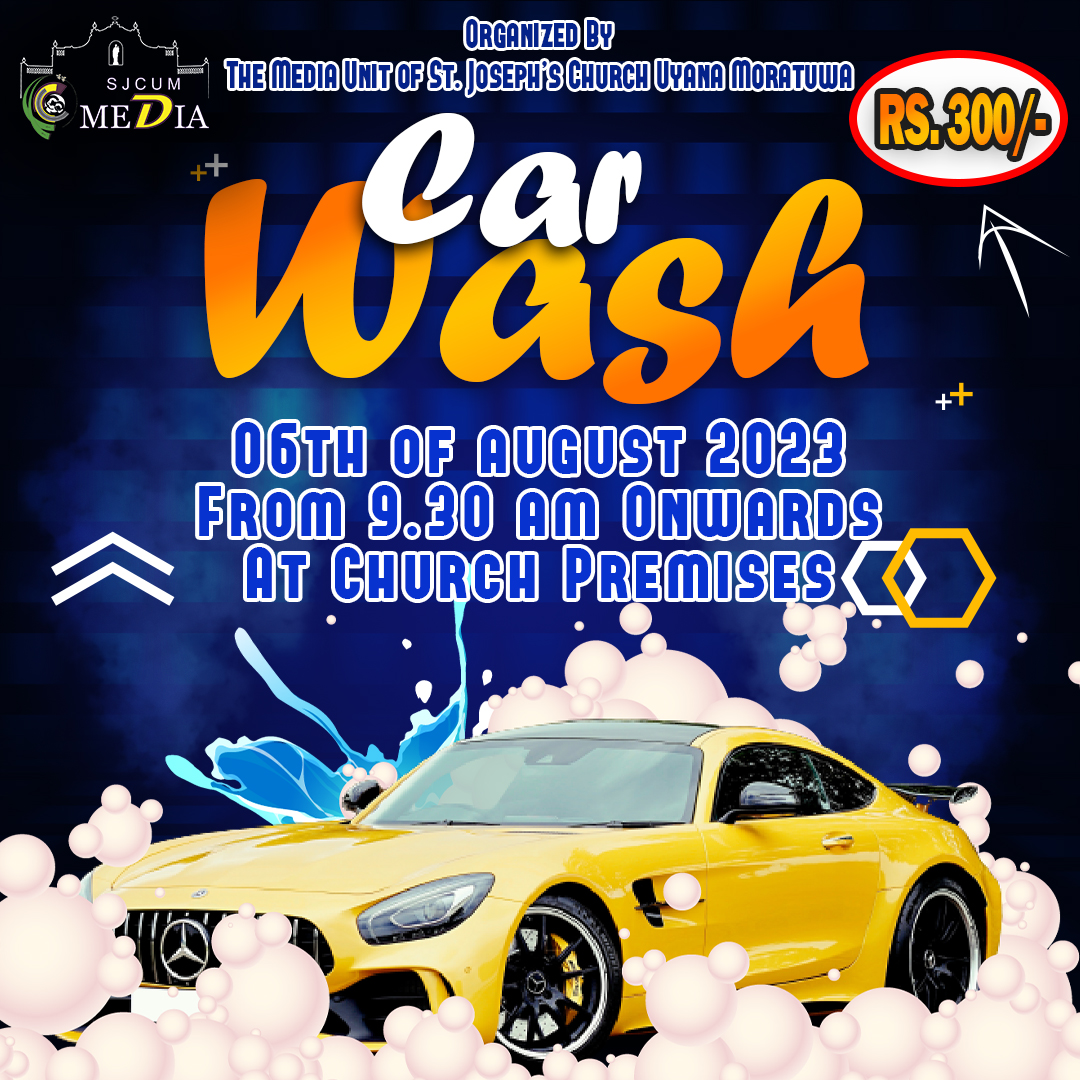 SJCUM
MEDIA
Organized By
The Media Unit of St. Joseph's Church Uyana Moratuwa
RS. 300/-
Car
Wash
06th of August 2023
From 9.30 am Onwards
At Church Premises